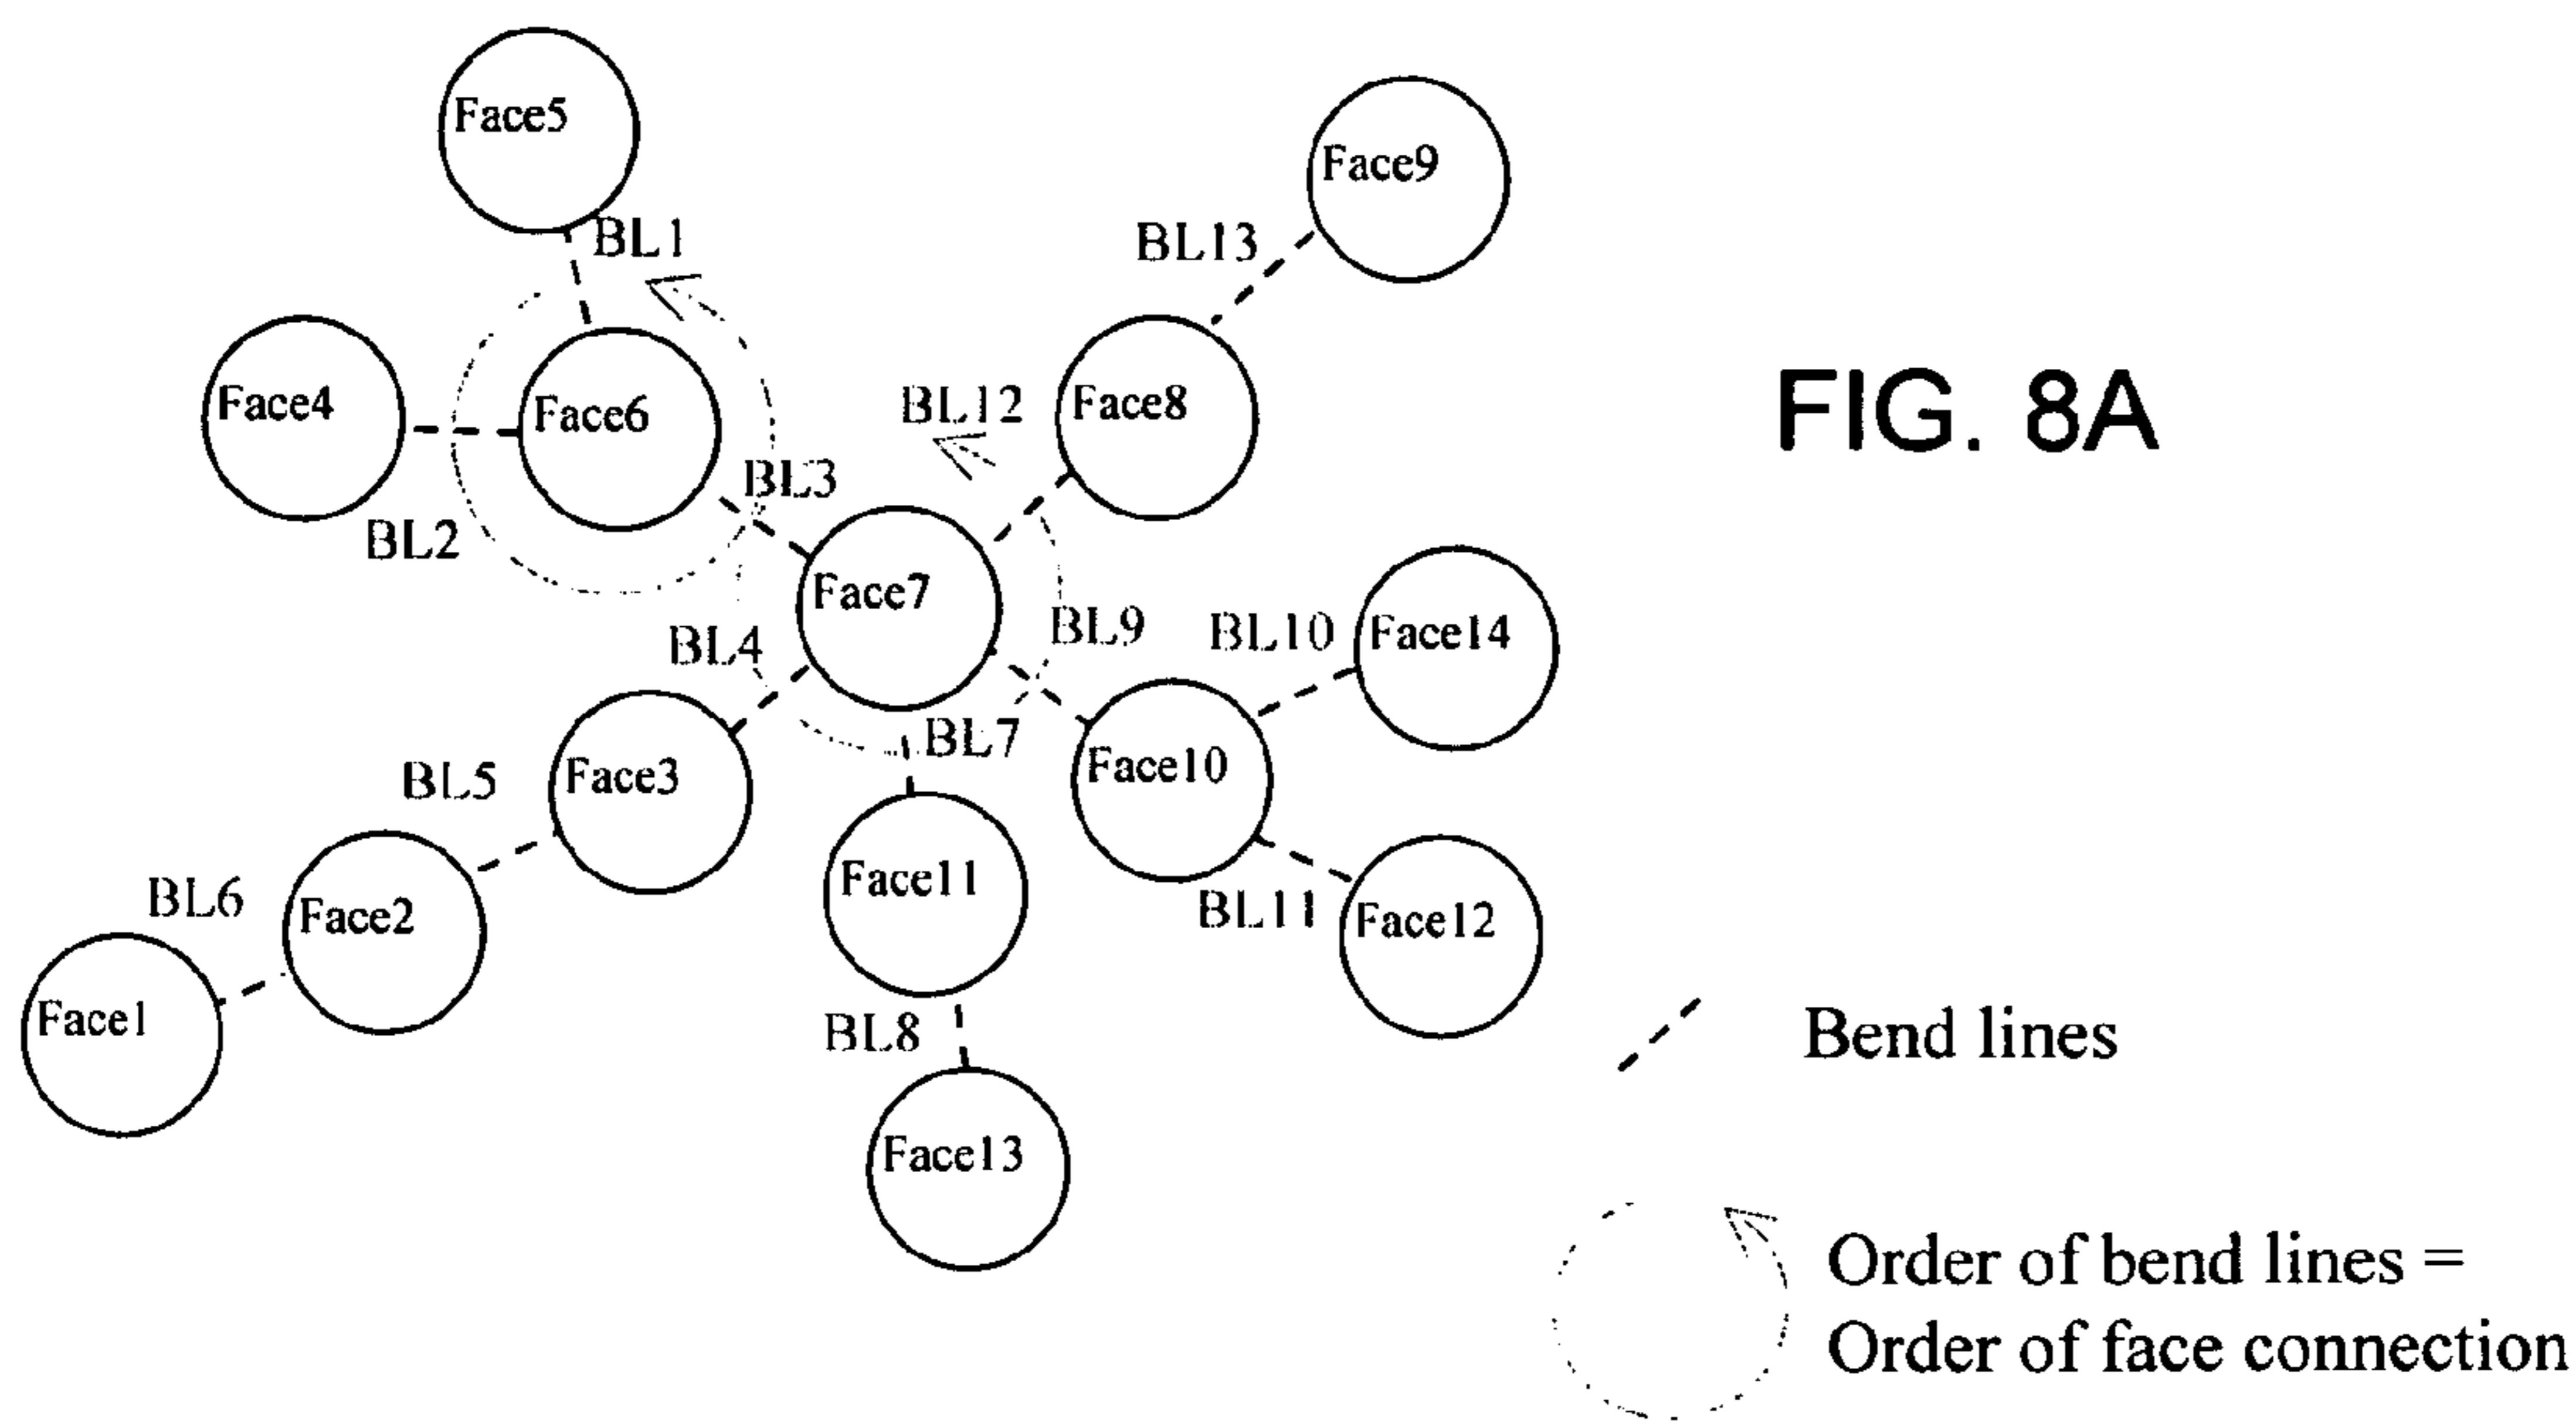 Face5
Face9
BL1
BL13
Face4
Face6
BL12
Face8
FIG. 8A
BL3
BL2
Face7
BL4
BL9
BL10
Face14
BL7
Face3
Face10
BL5
Face11
BL11
Face12
BL6
Face2
Face1
BL8
Bend lines
Face13
Order of bend lines =
Order of face connection